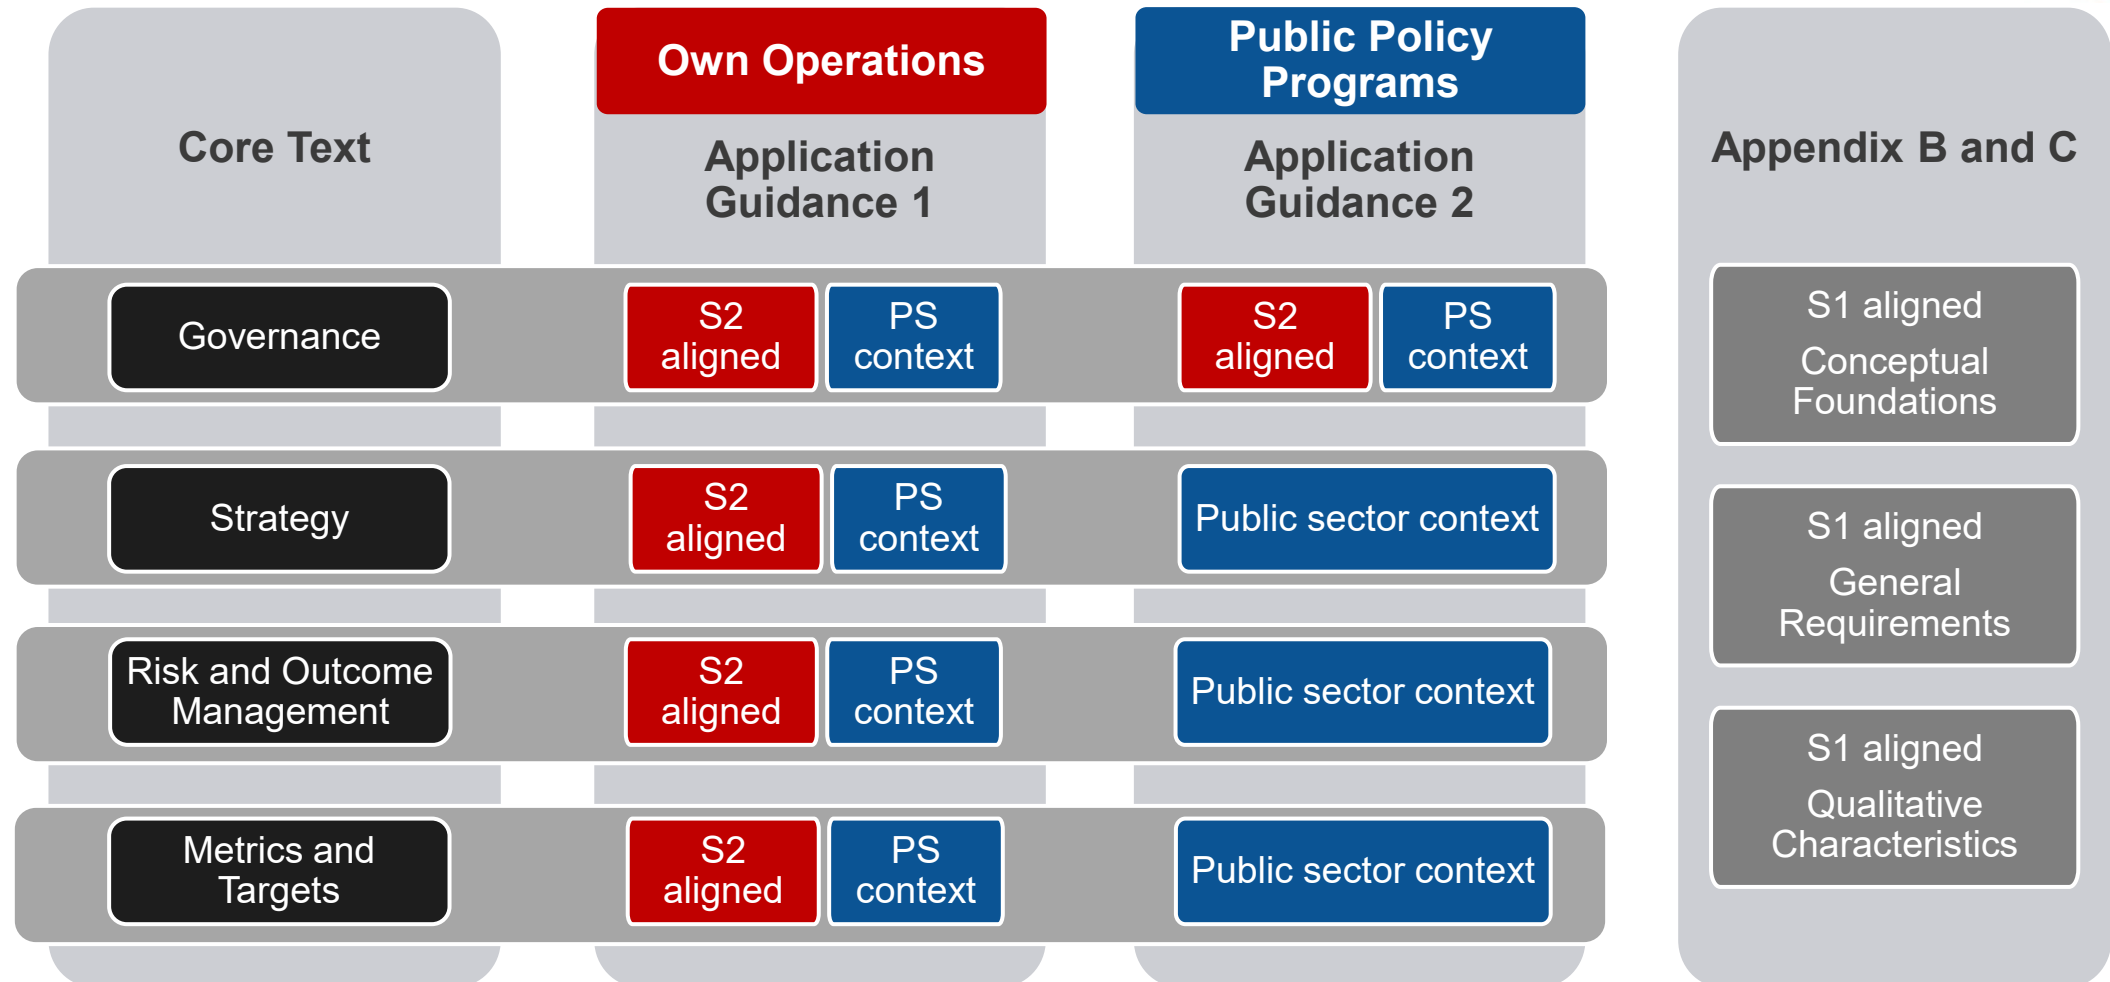 Core Text
Own Operations
Application
Guidance 1
Public Policy
Programs
Application
Guidance 2
Appendix B and C
Governance
S2
aligned
PS
context
S2
aligned
PS
context
Strategy
S2
aligned
PS
context
Public sector context
Risk and Outcome
Management
S2
aligned
PS
context
Public sector context
Metrics and
Targets
S2
aligned
PS
context
Public sector context
S1 aligned
Conceptual
Foundations
S1 aligned
General
Requirements
S1 aligned
Qualitative
Characteristics